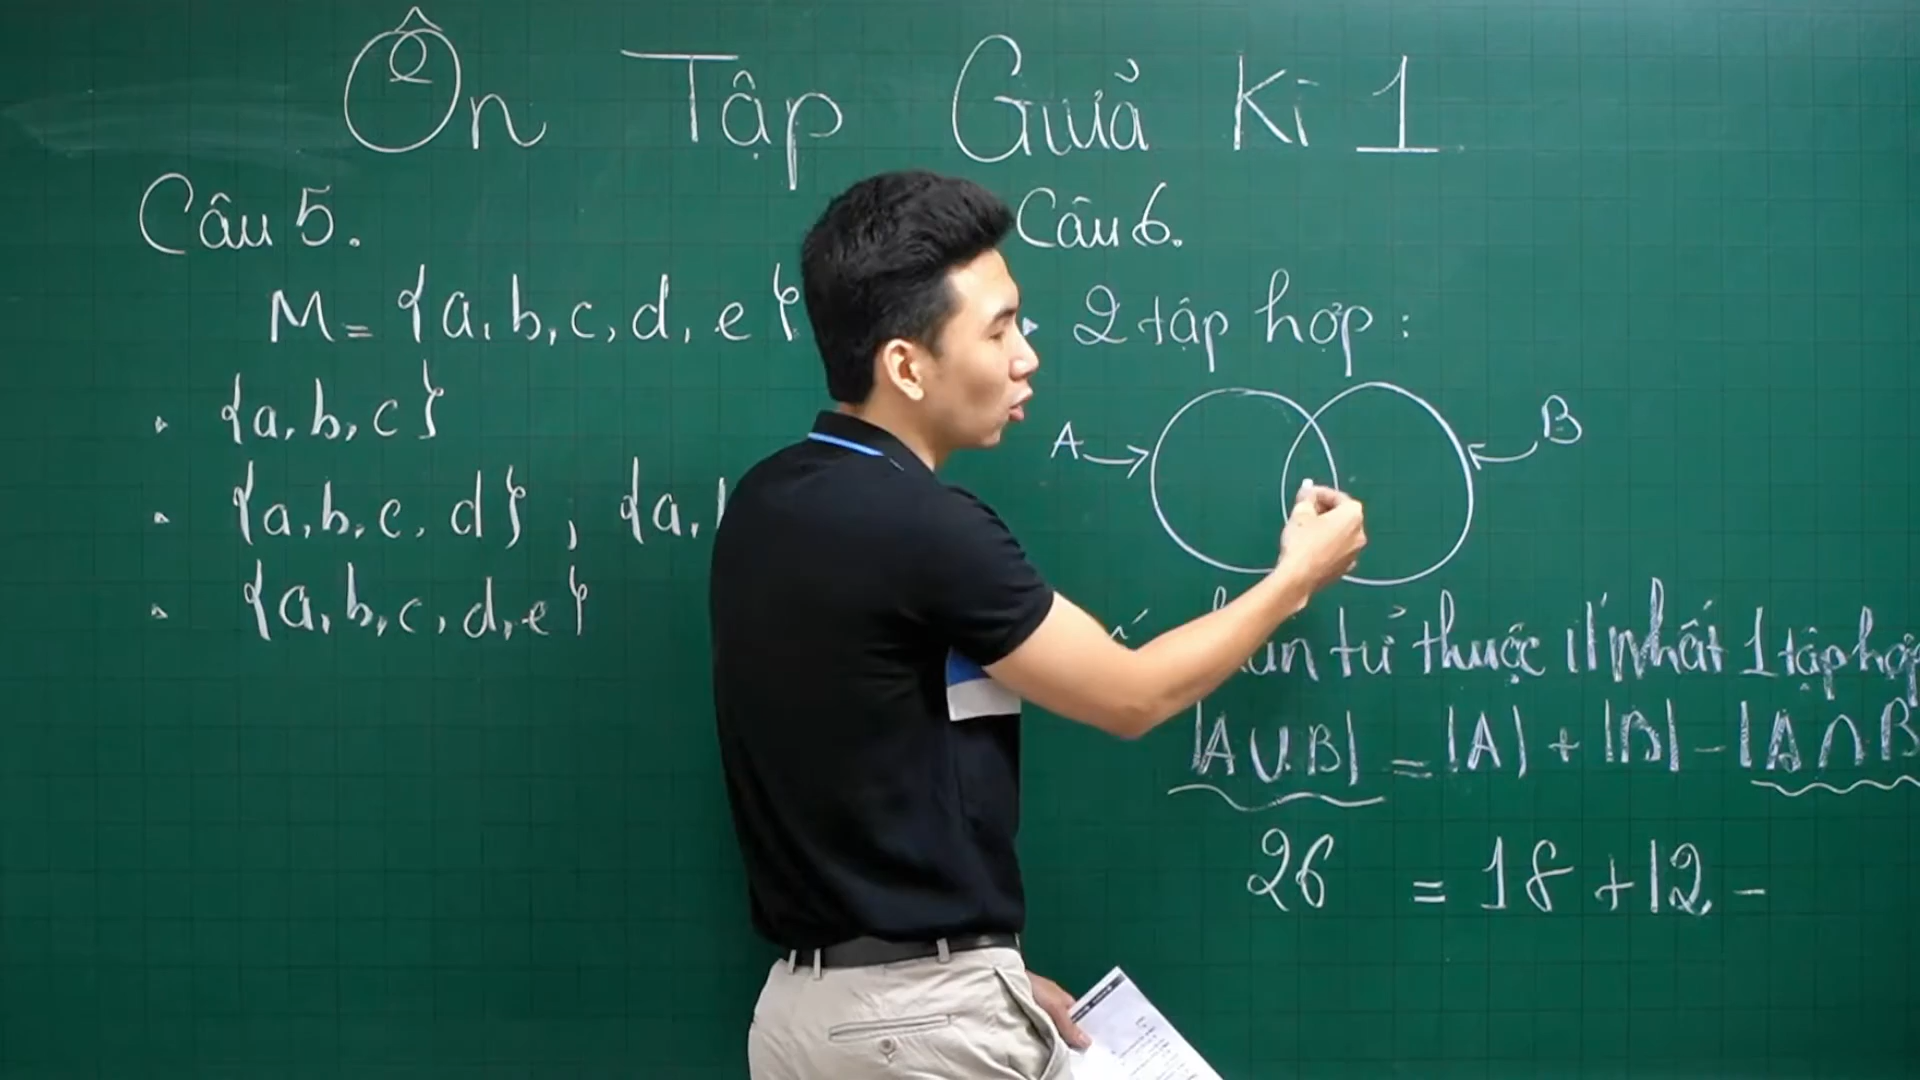 Ôn Tập Giữa Kì 1
Câu 5.
M = {a, b, c, d, e}
{a, b, c}
{a, b, c, d} , {a,
{a, b, c, d, e}
Câu 6.
2 tập hợp :
A
B
tử thuộc ít nhất 1 tập hợp
|A ∪ B| = |A| + |B| - |A ∩ B
26 = 18 + 12 -